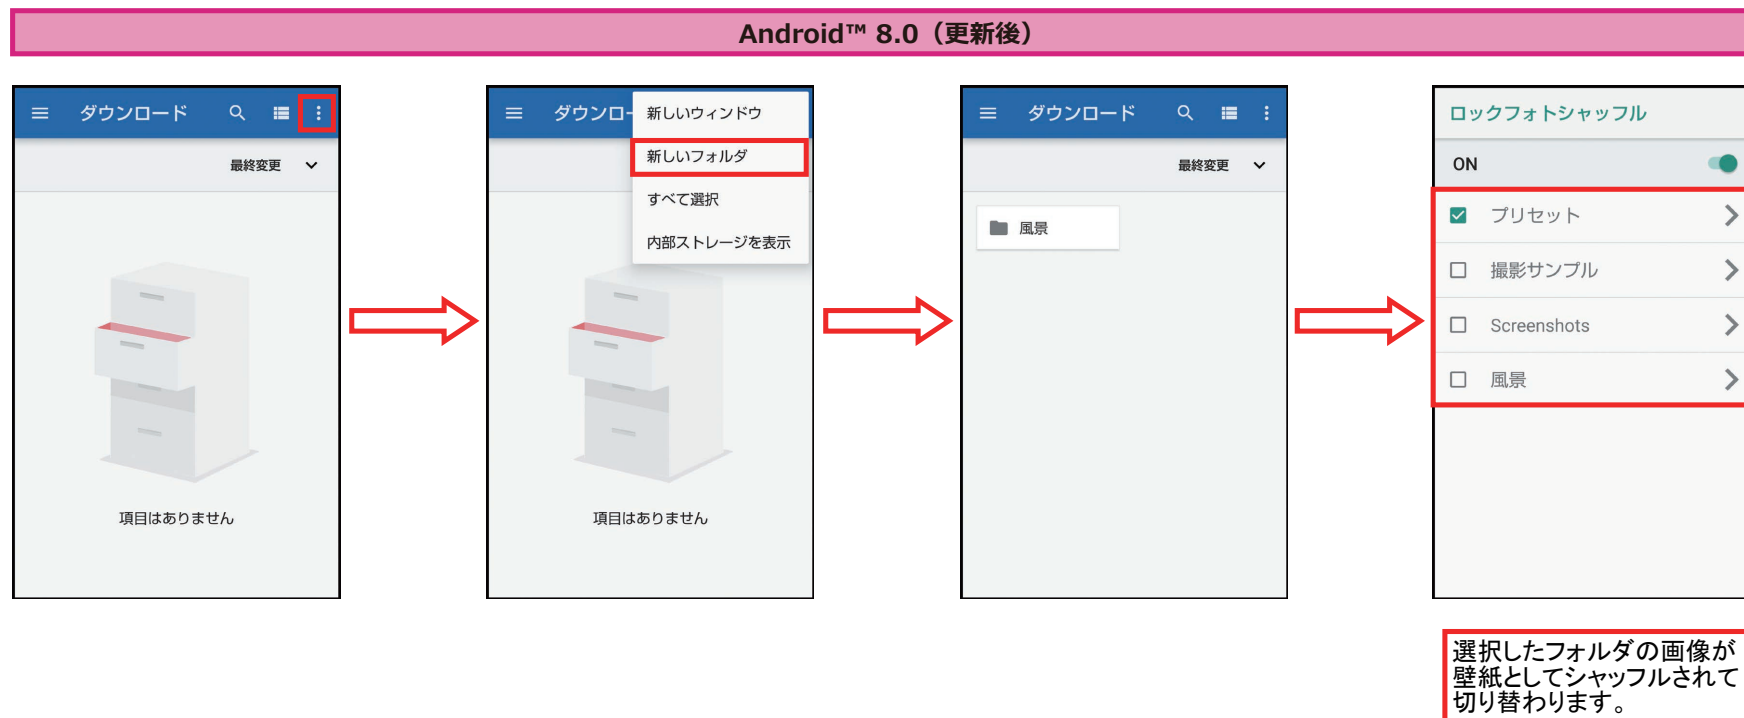 Android™ 8.0（更新後）
ダウンロード
最終変更
項目はありません
ダウンロー
新しいウィンドウ
新しいフォルダ
すべて選択
内部ストレージを表示
項目はありません
ダウンロード
最終変更
風景
ロックフォトシャッフル
ON
プリセット
撮影サンプル
Screenshots
風景
選択したフォルダの画像が
壁紙としてシャッフルされて
切り替わります。